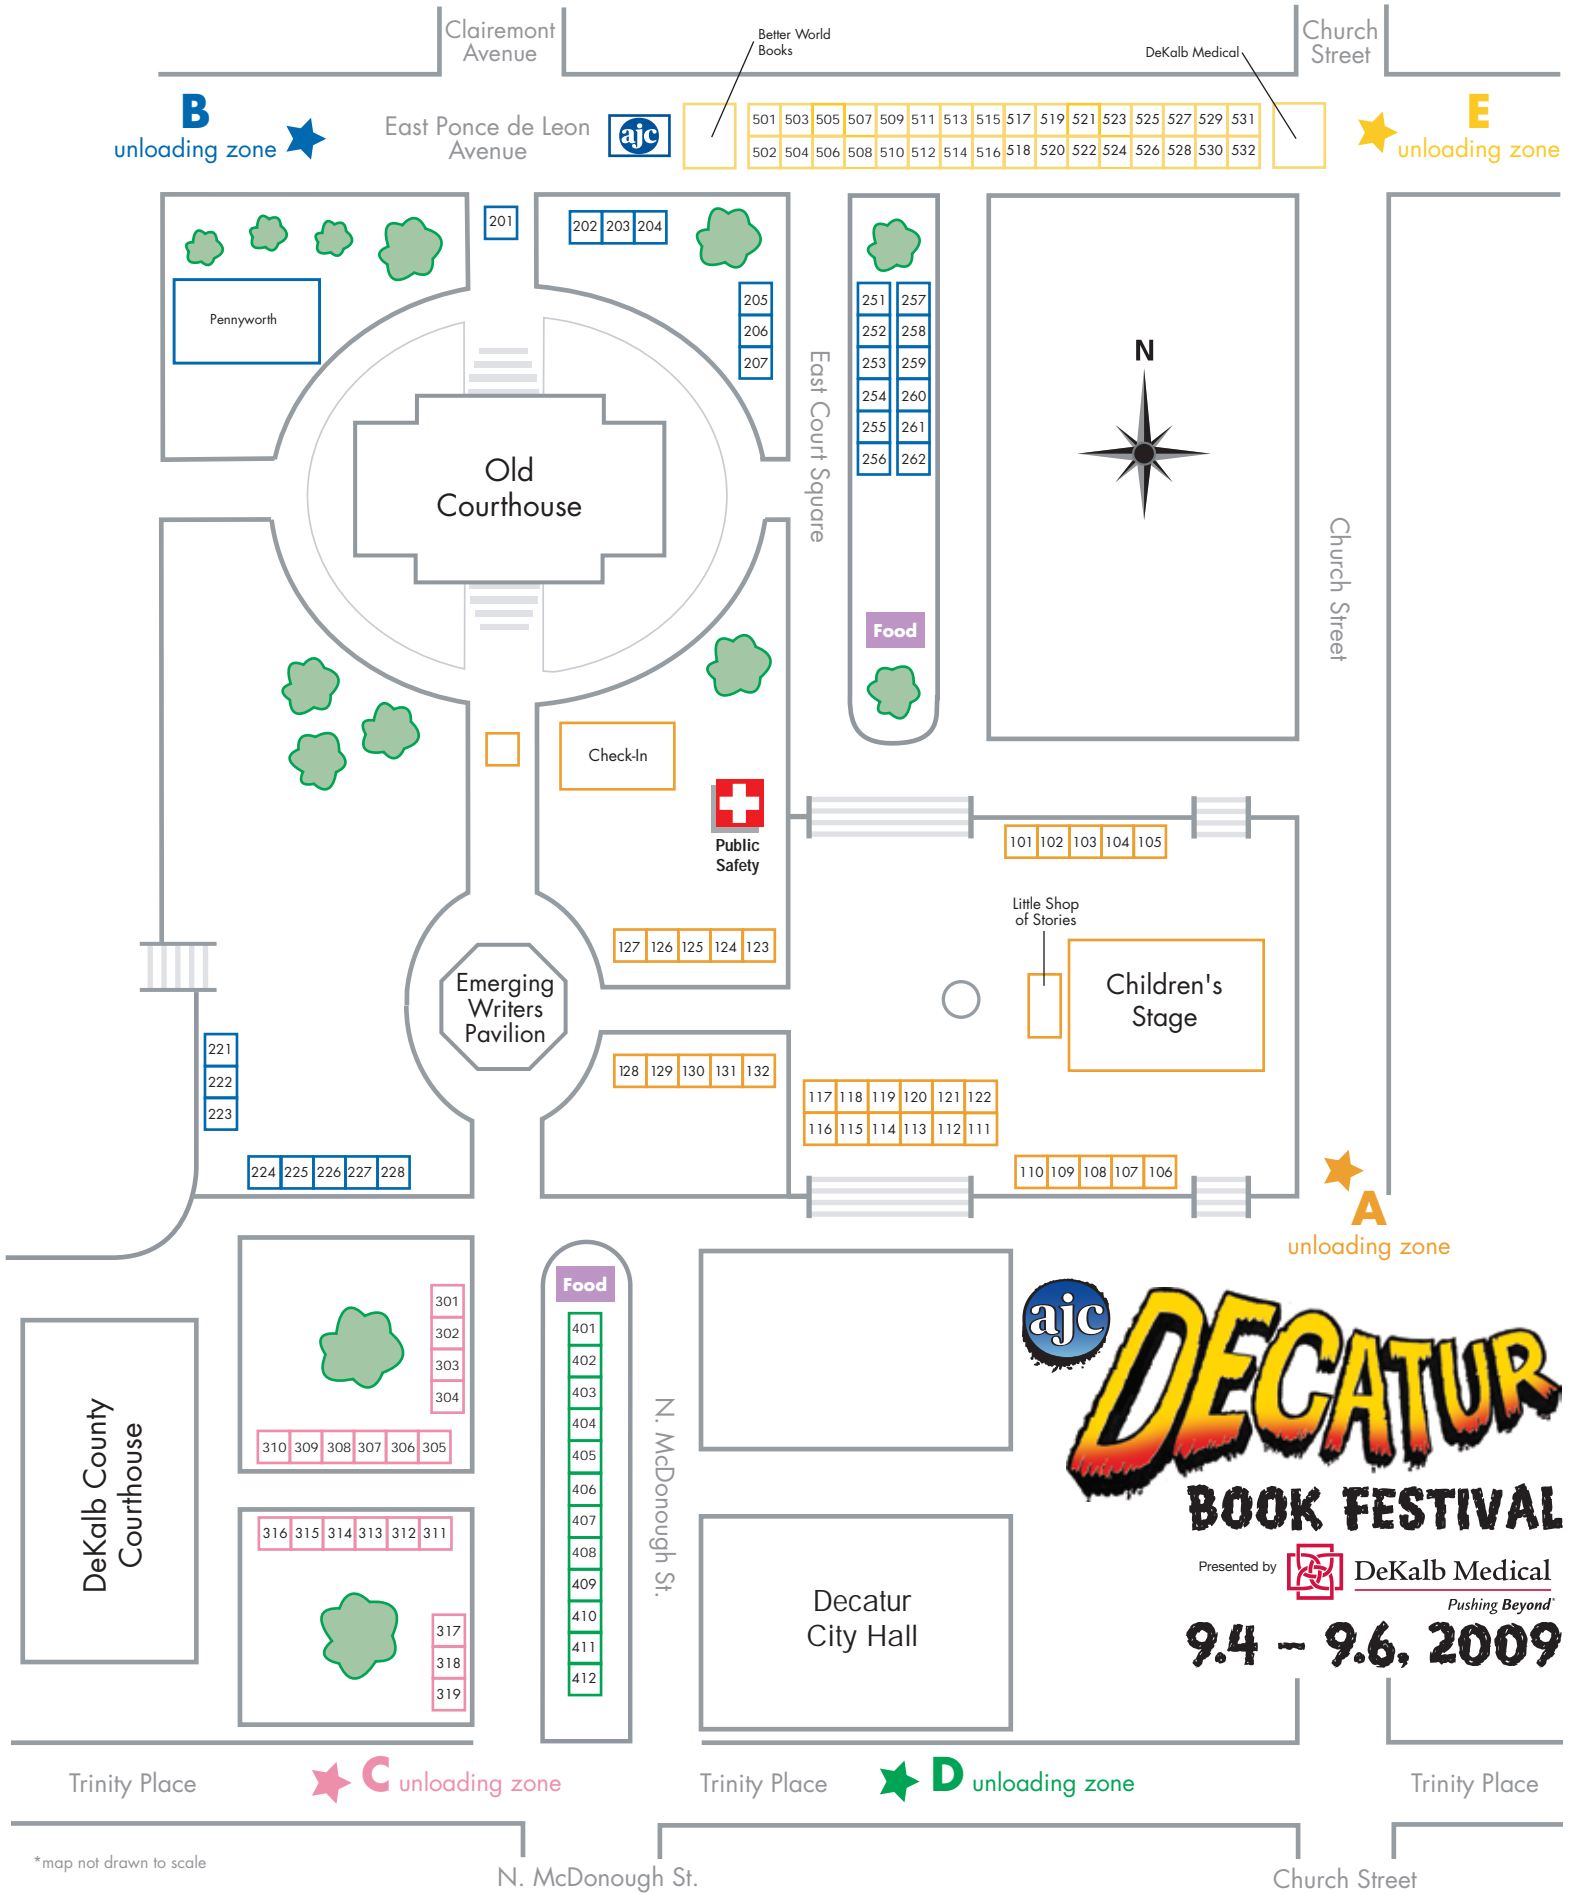 Clairemont
Avenue
Better World
Books
DeKalb Medical
Church
Street
B
unloading zone
East Ponce de Leon
Avenue
ajc
501 503 505 507 509 511 513 515 517 519 521 523 525 527 529 531
502 504 506 508 510 512 514 516 518 520 522 524 526 528 530 532
E
unloading zone
201
202 203 204
Pennyworth
205
206
207
251 257
252 258
253 259
254 260
255 261
256 262
East Court Square
N
Old
Courthouse
Church Street
Food
Check-In
Public
Safety
101 102 103 104 105
Little Shop
of Stories
127 126 125 124 123
Emerging
Writers
Pavilion
Children's
Stage
221
222
223
128 129 130 131 132
117 118 119 120 121 122
116 115 114 113 112 111
224 225 226 227 228
110 109 108 107 106
A
unloading zone
Food
301
302
303
304
310 309 308 307 306 305
401
402
403
404
405
406
407
408
409
410
411
412
N. McDonough St.
DeKalb County
Courthouse
316 315 314 313 312 311
317
318
319
Decatur
City Hall
ajc
DECATUR
BOOK FESTIVAL
Presented by
DeKalb Medical
Pushing Beyond
9.4 – 9.6, 2009
Trinity Place
C unloading zone
Trinity Place
D unloading zone
Trinity Place
*map not drawn to scale
N. McDonough St.
Church Street